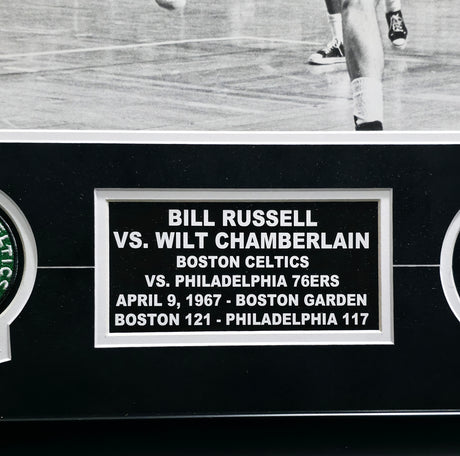 BILL RUSSELL
VS. WILT CHAMBERLAIN
BOSTON CELTICS
VS. PHILADELPHIA 76ERS
APRIL 9, 1967 - BOSTON GARDEN
BOSTON 121 - PHILADELPHIA 117